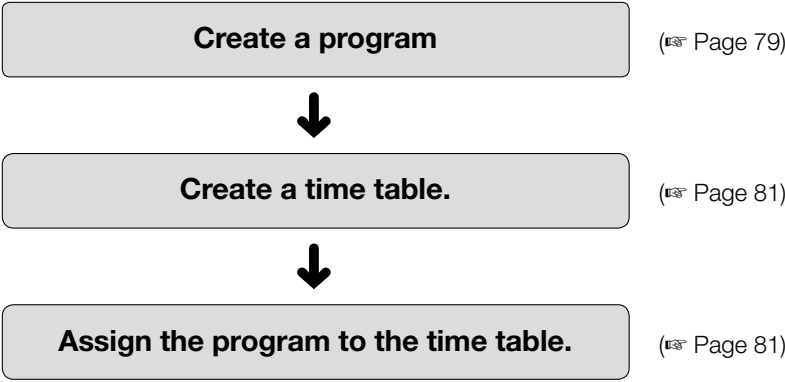 Create a program (☞ Page 79)
Create a time table. (☞ Page 81)
Assign the program to the time table. (☞ Page 81)